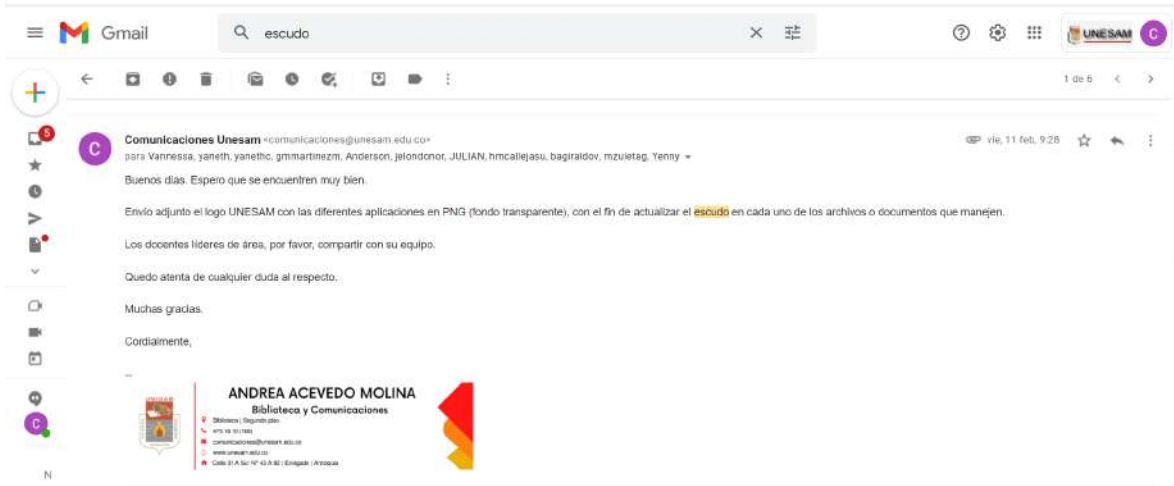 Gmail
escudo
UNESAM
C
1 de 6
5
C
Comunicaciones Unesam <comunicaciones@unesam.edu.co>
vie, 11 feb, 9:28
para Vannessa, yaneth, yanethc, gmmartinezm, Anderson, jelondonor, JULIAN, hmcallejasu, bagiraldov, mzuletag, Yenny
Buenos días. Espero que se encuentren muy bien.
Envío adjunto el logo UNESAM con las diferentes aplicaciones en PNG (fondo transparente), con el fin de actualizar el escudo en cada uno de los archivos o documentos que manejen.
Los docentes líderes de área, por favor, compartir con su equipo.
Quedo atenta de cualquier duda al respecto.
Muchas gracias.
Cordialmente,
--
UNESAM
ANDREA ACEVEDO MOLINA
Biblioteca y Comunicaciones
Biblioteca | Segundo piso
comunicaciones@unesam.edu.co
www.unesam.edu.co
Envigado | Antioquia
C
N